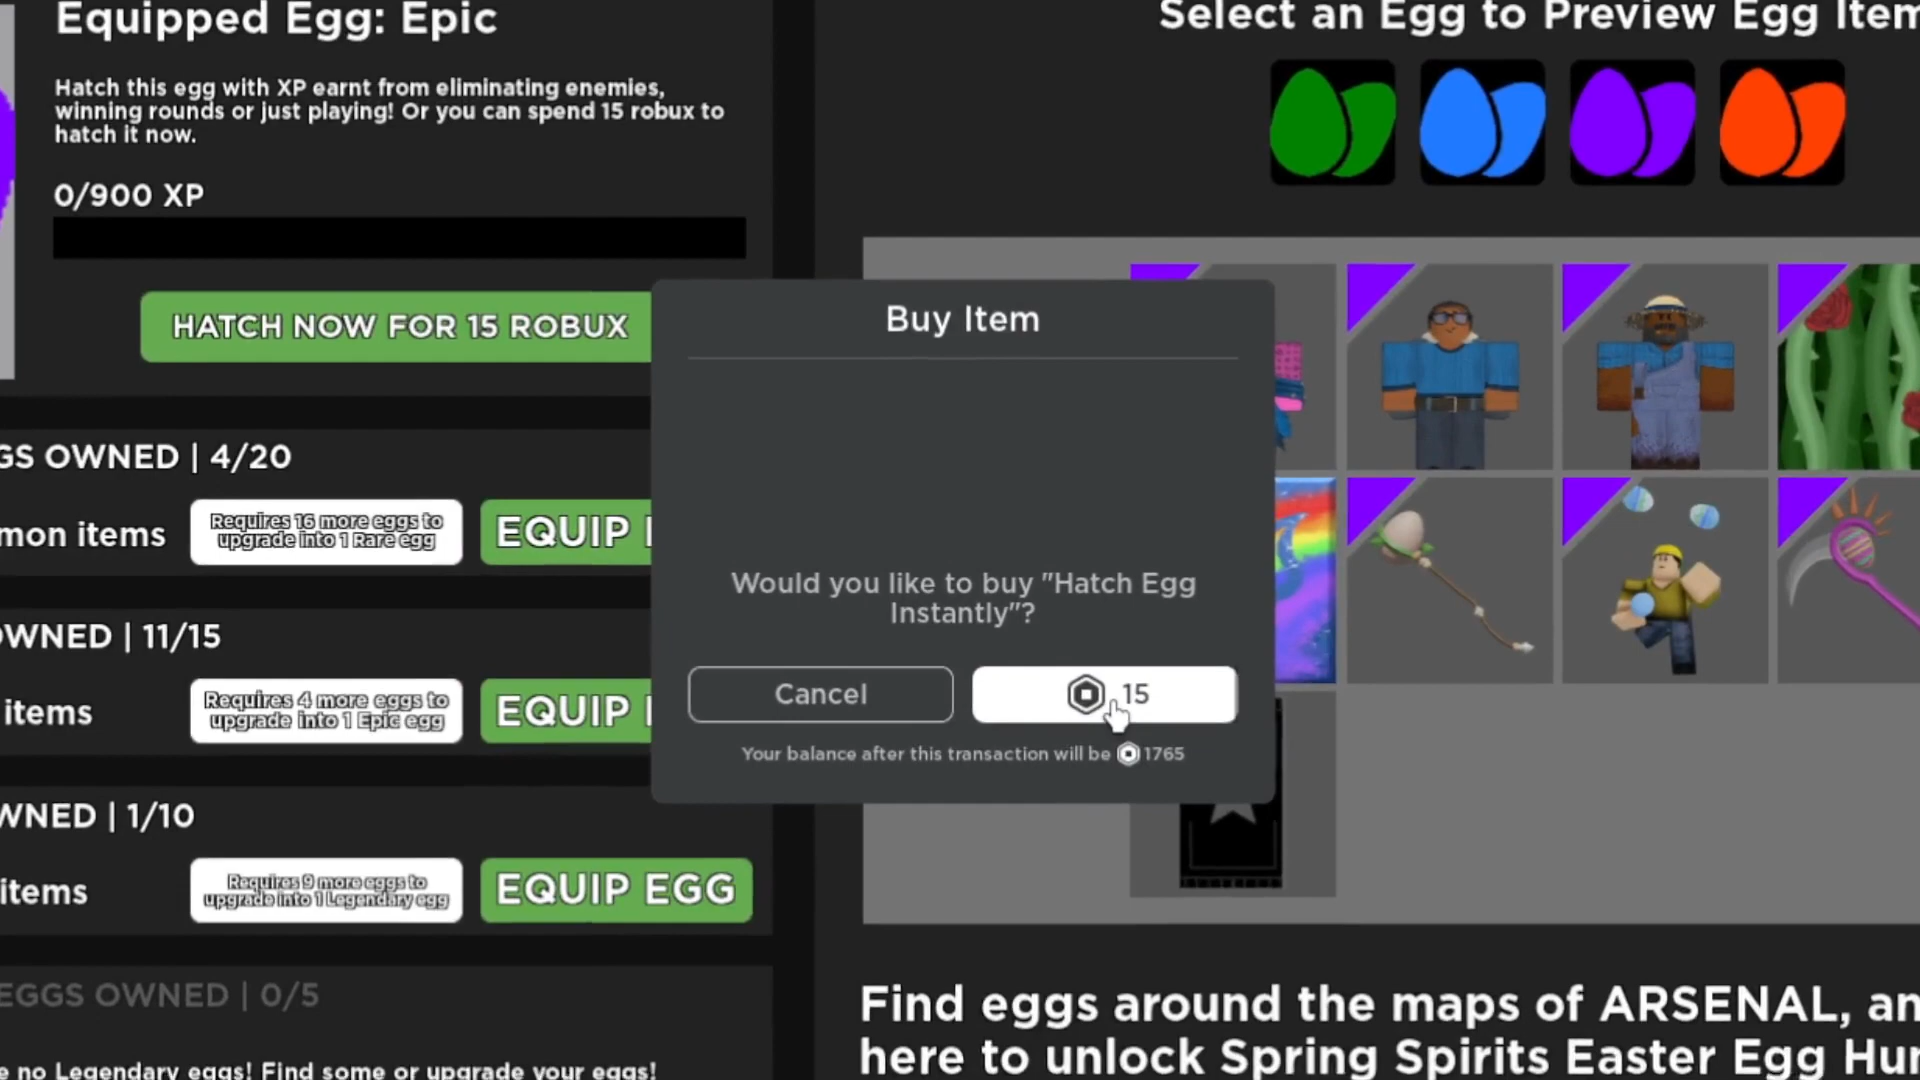 Equipped Egg: Epic
Hatch this egg with XP earnt from eliminating enemies,
winning rounds or just playing! Or you can spend 15 robux to
hatch it now.
0/900 XP
HATCH NOW FOR 15 ROBUX
GS OWNED | 4/20
mon items
Requires 16 more eggs to
upgrade into 1 Rare egg
EQUIP
OWNED | 11/15
items
Requires 4 more eggs to
upgrade into 1 Epic egg
EQUIP
WNED | 1/10
items
Requires 9 more eggs to
upgrade into 1 Legendary egg
EQUIP EGG
EGGS OWNED | 0/5
e no Legendary eggs! Find some or upgrade your eggs!
Select an Egg to Preview Egg Item
Buy Item
Would you like to buy "Hatch Egg
Instantly"?
Cancel
15
Your balance after this transaction will be 1765
Find eggs around the maps of ARSENAL, an
here to unlock Spring Spirits Easter Egg Hun